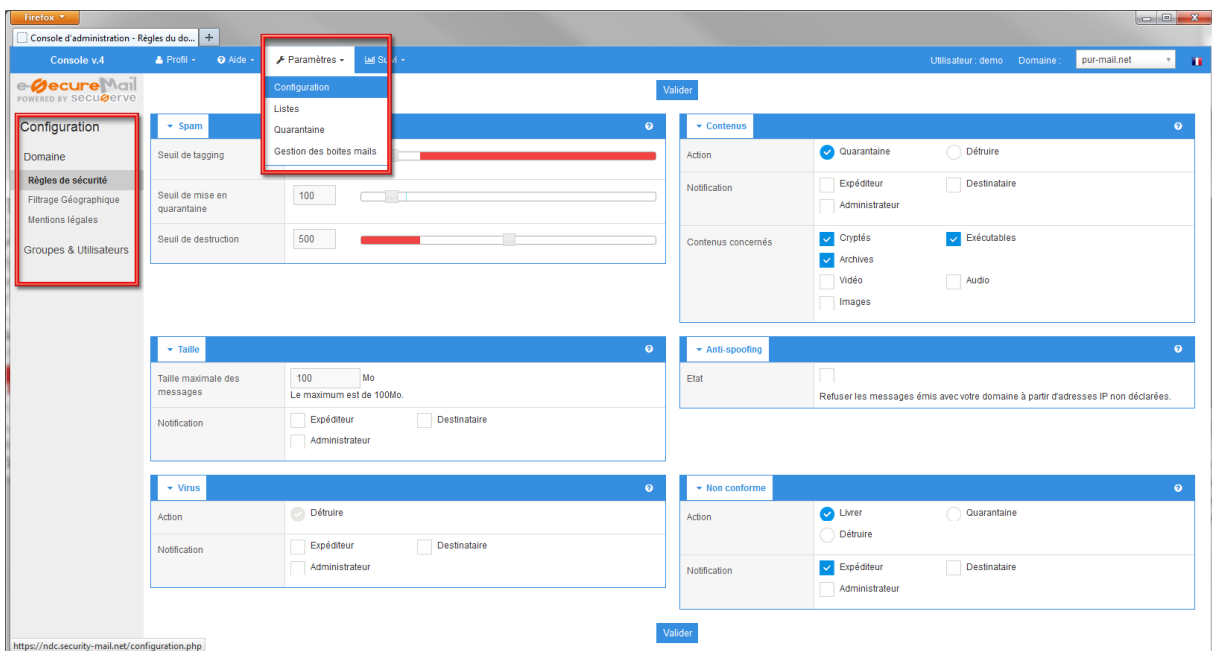 Firefox
Console d'administration - Règles du do...
Console v.4
Profil
Aide
Paramètres
Suivi
Utilisateur : demo
Domaine :
pur-mail.net
e-SecureMail
POWERED BY SECUSERVE
Configuration
Listes
Quarantaine
Gestion des boites mails
Valider
Configuration
Domaine
Règles de sécurité
Filtrage Géographique
Mentions légales
Groupes & Utilisateurs
Spam
Seuil de tagging
Seuil de mise en
quarantaine
100
Seuil de destruction
500
Contenus
Action
Quarantaine
Détruire
Notification
Expéditeur
Destinataire
Administrateur
Contenus concernés
Cryptés
Exécutables
Archives
Vidéo
Audio
Images
Taille
Taille maximale des
messages
100
Mo
Le maximum est de 100Mo.
Notification
Expéditeur
Destinataire
Administrateur
Anti-spoofing
Etat
Refuser les messages émis avec votre domaine à partir d'adresses IP non déclarées.
Virus
Action
Détruire
Notification
Expéditeur
Destinataire
Administrateur
Non conforme
Action
Livrer
Quarantaine
Détruire
Notification
Expéditeur
Destinataire
Administrateur
Valider
https://ndc.security-mail.net/configuration.php